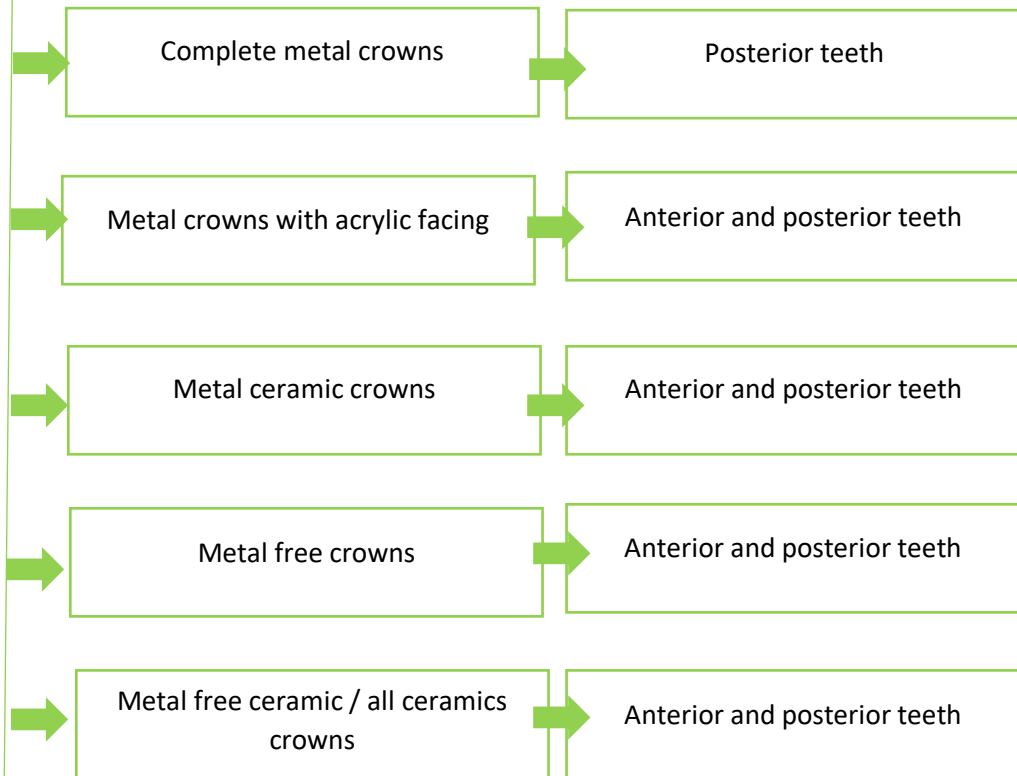 Complete metal crowns
Posterior teeth
Metal crowns with acrylic facing
Anterior and posterior teeth
Metal ceramic crowns
Anterior and posterior teeth
Metal free crowns
Anterior and posterior teeth
Metal free ceramic / all ceramics
crowns
Anterior and posterior teeth